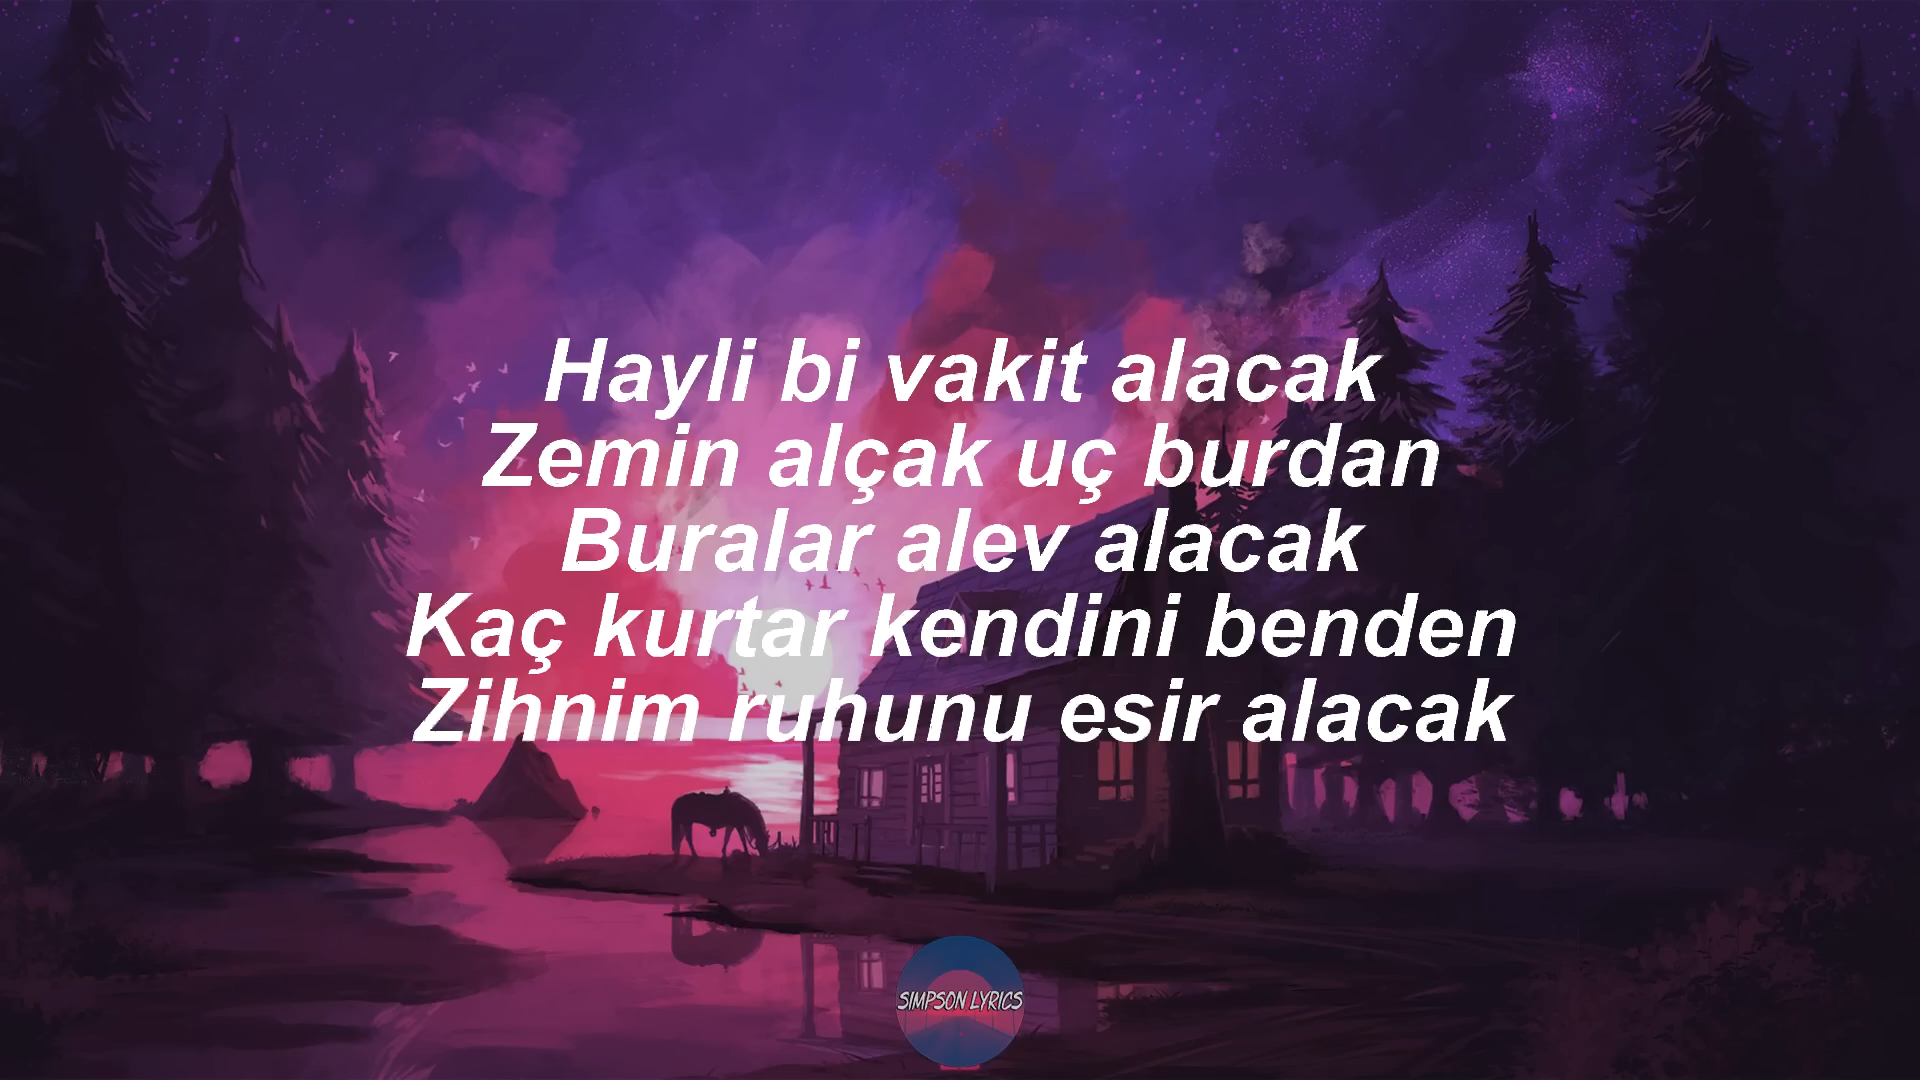 Hayli bi vakit alacak
Zemin alçak uç burdan
Buralar alev alacak
Kaç kurtar kendini benden
Zihnim ruhunu esir alacak
SIMPSON LYRICS